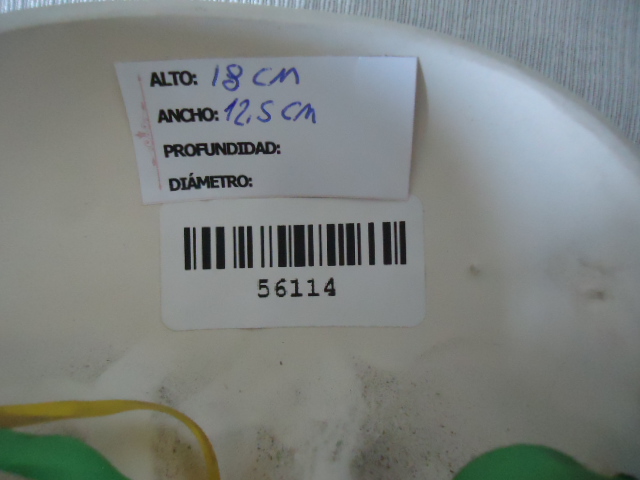 ALTO: 18 CM
ANCHO: 12.5 CM
PROFUNDIDAD:
DIÁMETRO:
56114